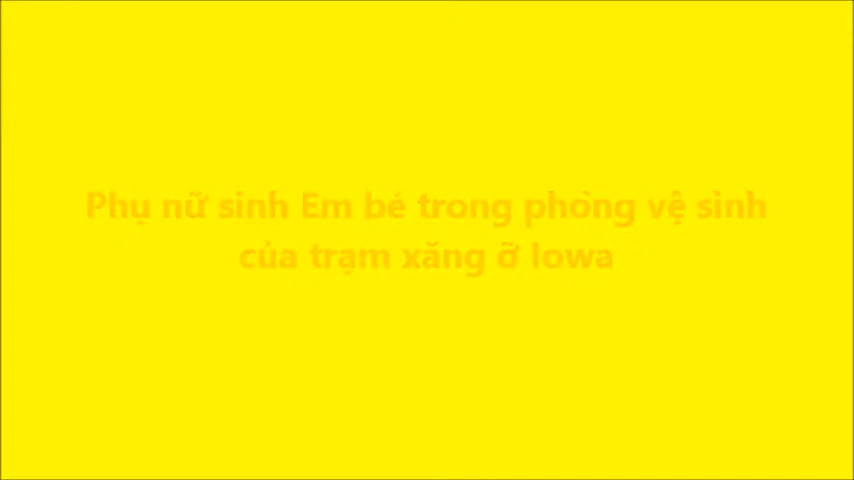 Phụ nữ sinh Em bé trong phòng vệ sinh
của trạm xăng ở Iowa